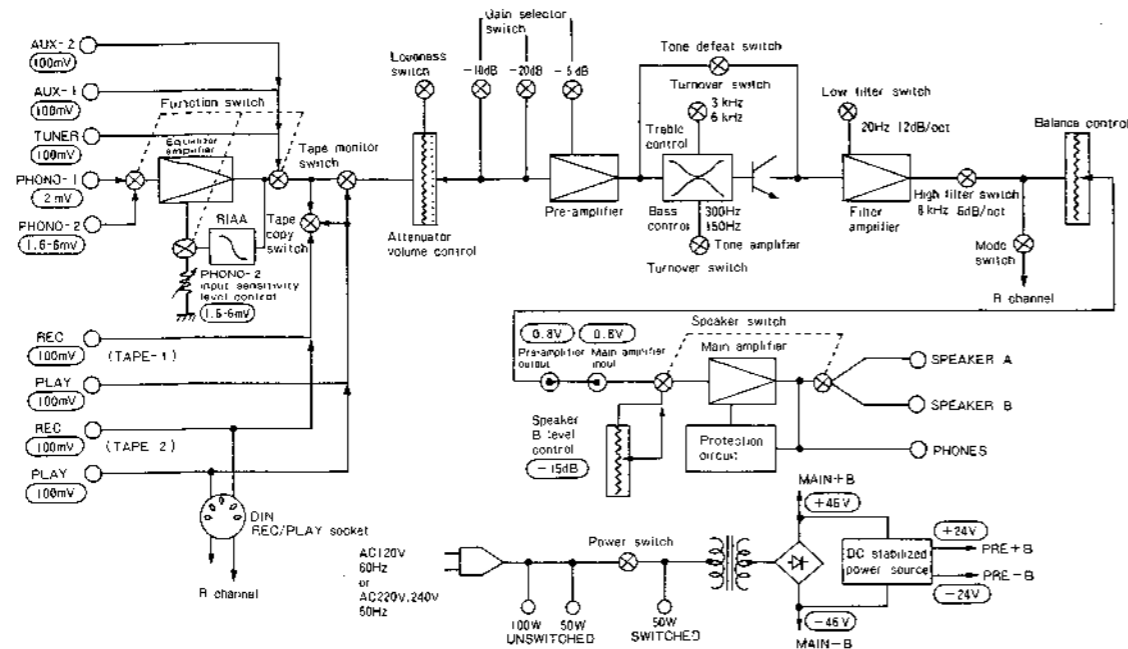 AUX-2
100mV
AUX-1
100mV
TUNER
100mV
PHONO-1
2mV
PHONO-2
1.6-6mV
Function switch
Equalizer
amplifier
RIAA
Tape
copy
switch
PHONO-2
input sensitivity
level control
1.6-6mV
Tape monitor
switch
Loudness
switch
Attenuator
volume control
Gain selector
switch
-10dB
-20dB
-5dB
Pre-amplifier
Tone defeat switch
Turnover switch
3 kHz
6 kHz
Treble
control
Bass
control
300Hz
150Hz
Tone amplifier
Turnover switch
Low filter switch
20Hz 12dB/oct
Filter
amplifier
High filter switch
8 kHz 6dB/oct
Balance control
Mode
switch
R channel
REC
100mV
(TAPE-1)
PLAY
100mV
REC
100mV
(TAPE 2)
PLAY
100mV
DIN
REC/PLAY socket
R channel
0.8V
0.8V
Pre-amplifier
output
Main amplifier
input
Speaker switch
Main amplifier
Speaker
B level
control
-15dB
Protection
circuit
SPEAKER A
SPEAKER B
PHONES
AC120V
60Hz
or
AC220V,240V
50Hz
Power switch
100W
50W
UNSWITCHED
50W
SWITCHED
MAIN+B
+46V
-46V
MAIN-B
DC stabilized
power source
+24V
PRE+B
PRE-B
-24V